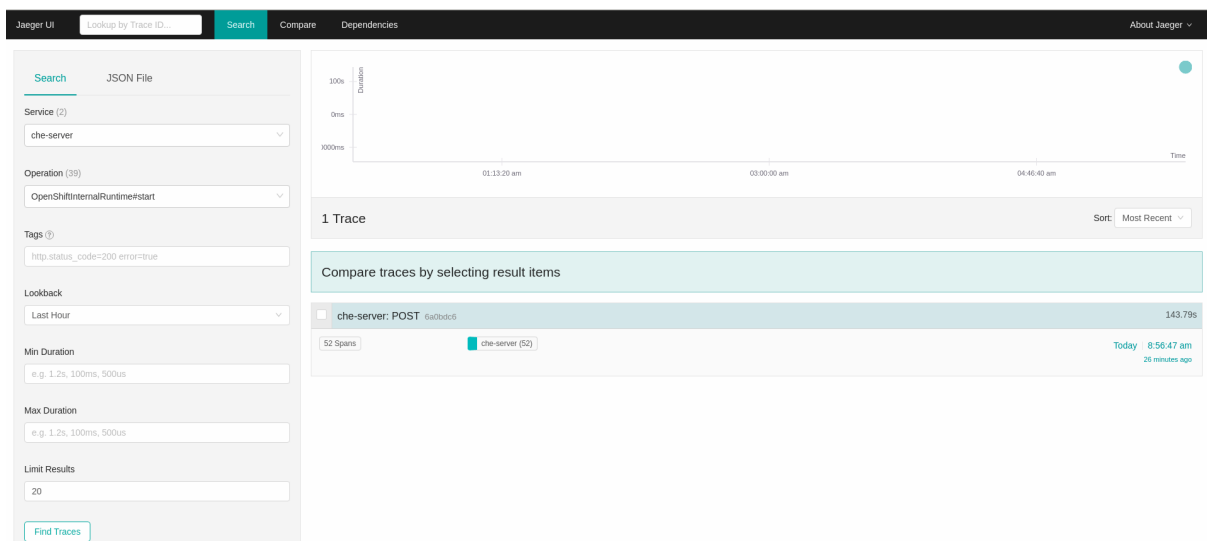 Jaeger UI
Lookup by Trace ID...
Search
Compare
Dependencies
About Jaeger
Search
JSON File
Service (2)
che-server
Operation (39)
OpenShiftInternalRuntime#start
Tags
http.status_code=200 error=true
Lookback
Last Hour
Min Duration
e.g. 1.2s, 100ms, 500us
Max Duration
e.g. 1.2s, 100ms, 500us
Limit Results
20
Find Traces
Duration
100s
0ms
0000ms
Time
01:13:20 am
03:00:00 am
04:46:40 am
1 Trace
Sort: Most Recent
Compare traces by selecting result items
che-server: POST 6a0bdc6
143.79s
52 Spans
che-server (52)
Today 8:56:47 am
26 minutes ago